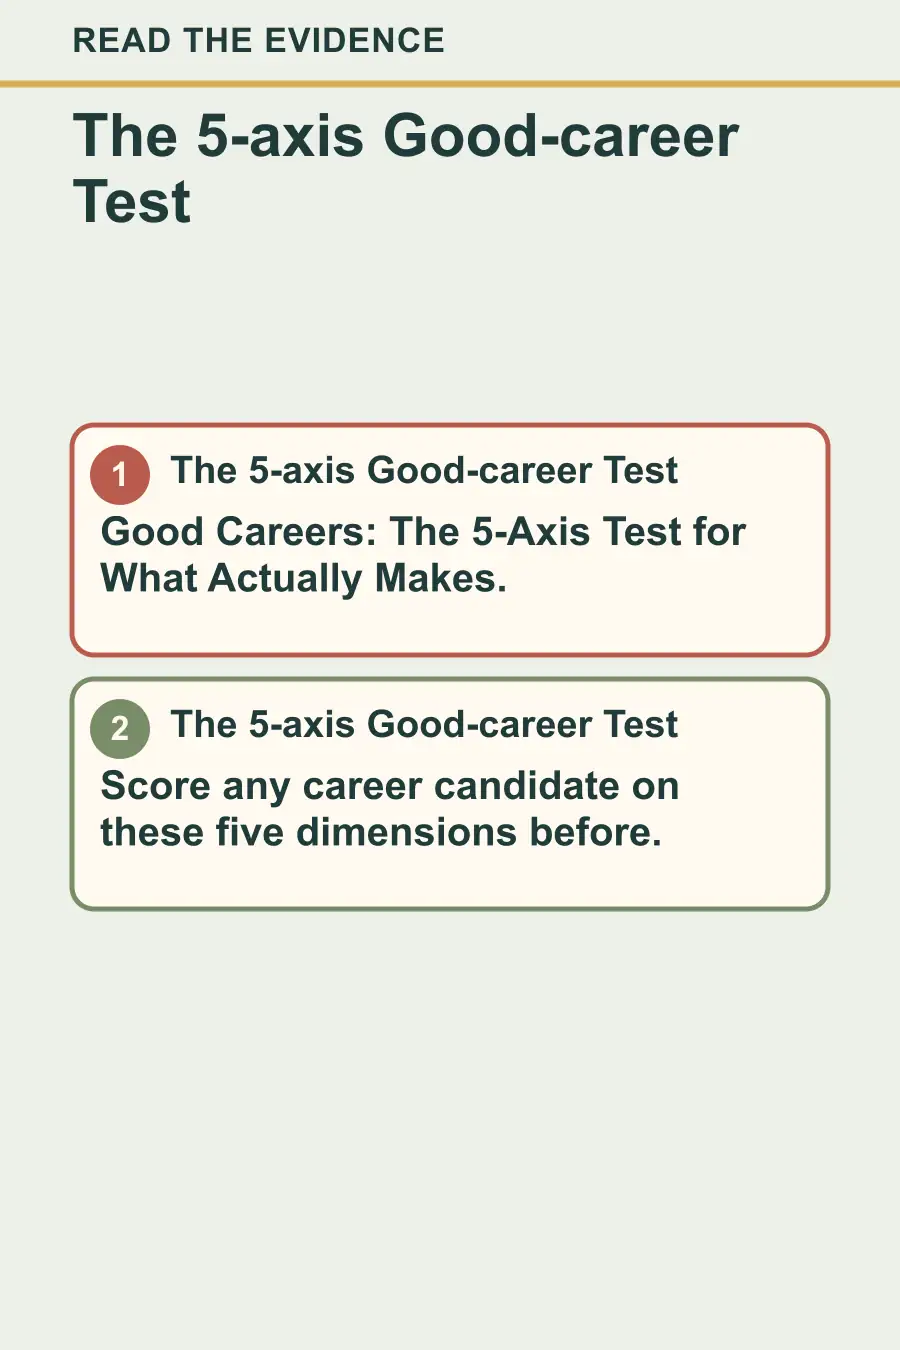 READ THE EVIDENCE
The 5-axis Good-career
Test
1
The 5-axis Good-career Test
Good Careers: The 5-Axis Test for
What Actually Makes.
2
The 5-axis Good-career Test
Score any career candidate on
these five dimensions before.